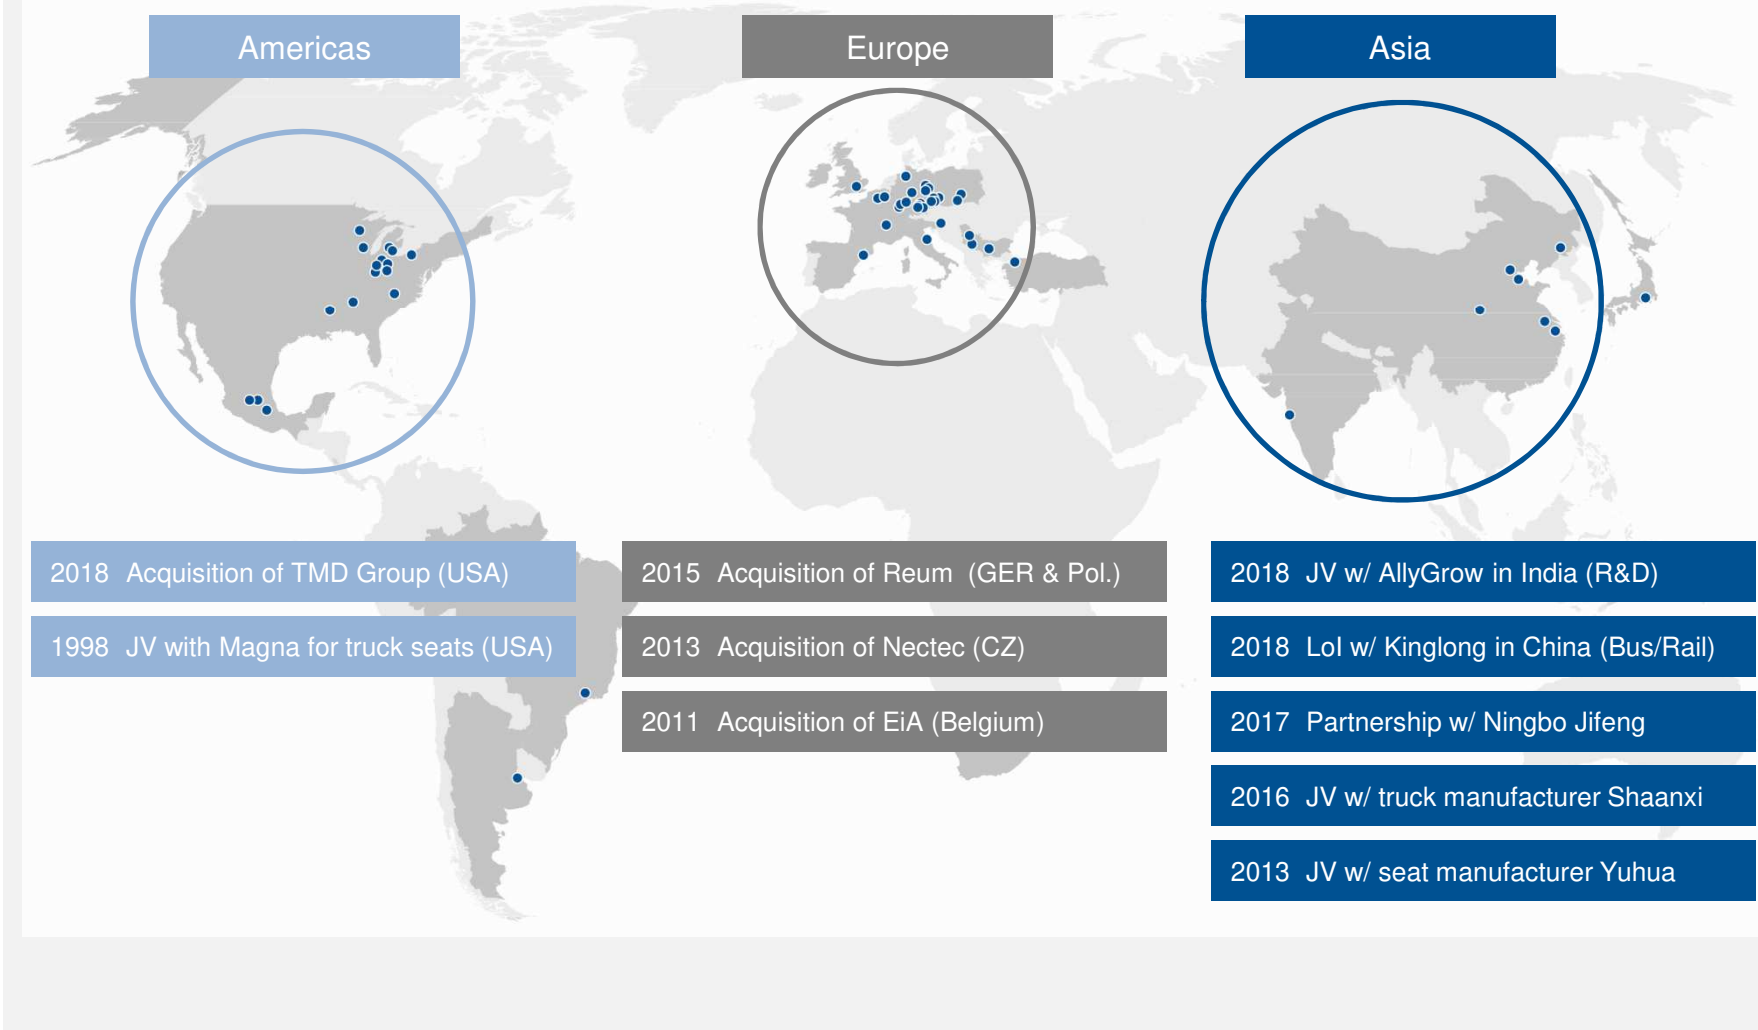 Americas
Europe
Asia
2018 Acquisition of TMD Group (USA)
1998 JV with Magna for truck seats (USA)
2015 Acquisition of Reum (GER & Pol.)
2013 Acquisition of Nectec (CZ)
2011 Acquisition of EiA (Belgium)
2018 JV w/ AllyGrow in India (R&D)
2018 LoI w/ Kinglong in China (Bus/Rail)
2017 Partnership w/ Ningbo Jifeng
2016 JV w/ truck manufacturer Shaanxi
2013 JV w/ seat manufacturer Yuhua